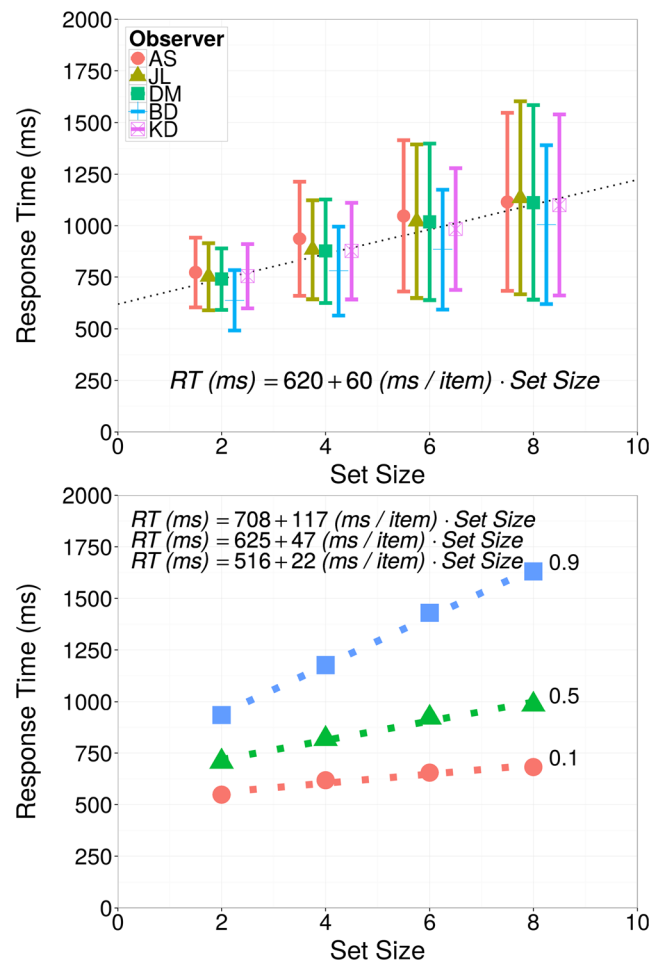 2000
1750
1500
1250
1000
750
500
250
0
Response Time (ms)
Observer
AS
JL
DM
BD
KD
RT (ms) = 620 + 60 (ms / item) · Set Size
0 2 4 6 8 10
Set Size
2000
1750
1500
1250
1000
750
500
250
0
Response Time (ms)
RT (ms) = 708 + 117 (ms / item) · Set Size
RT (ms) = 625 + 47 (ms / item) · Set Size
RT (ms) = 516 + 22 (ms / item) · Set Size
0.9
0.5
0.1
0 2 4 6 8 10
Set Size